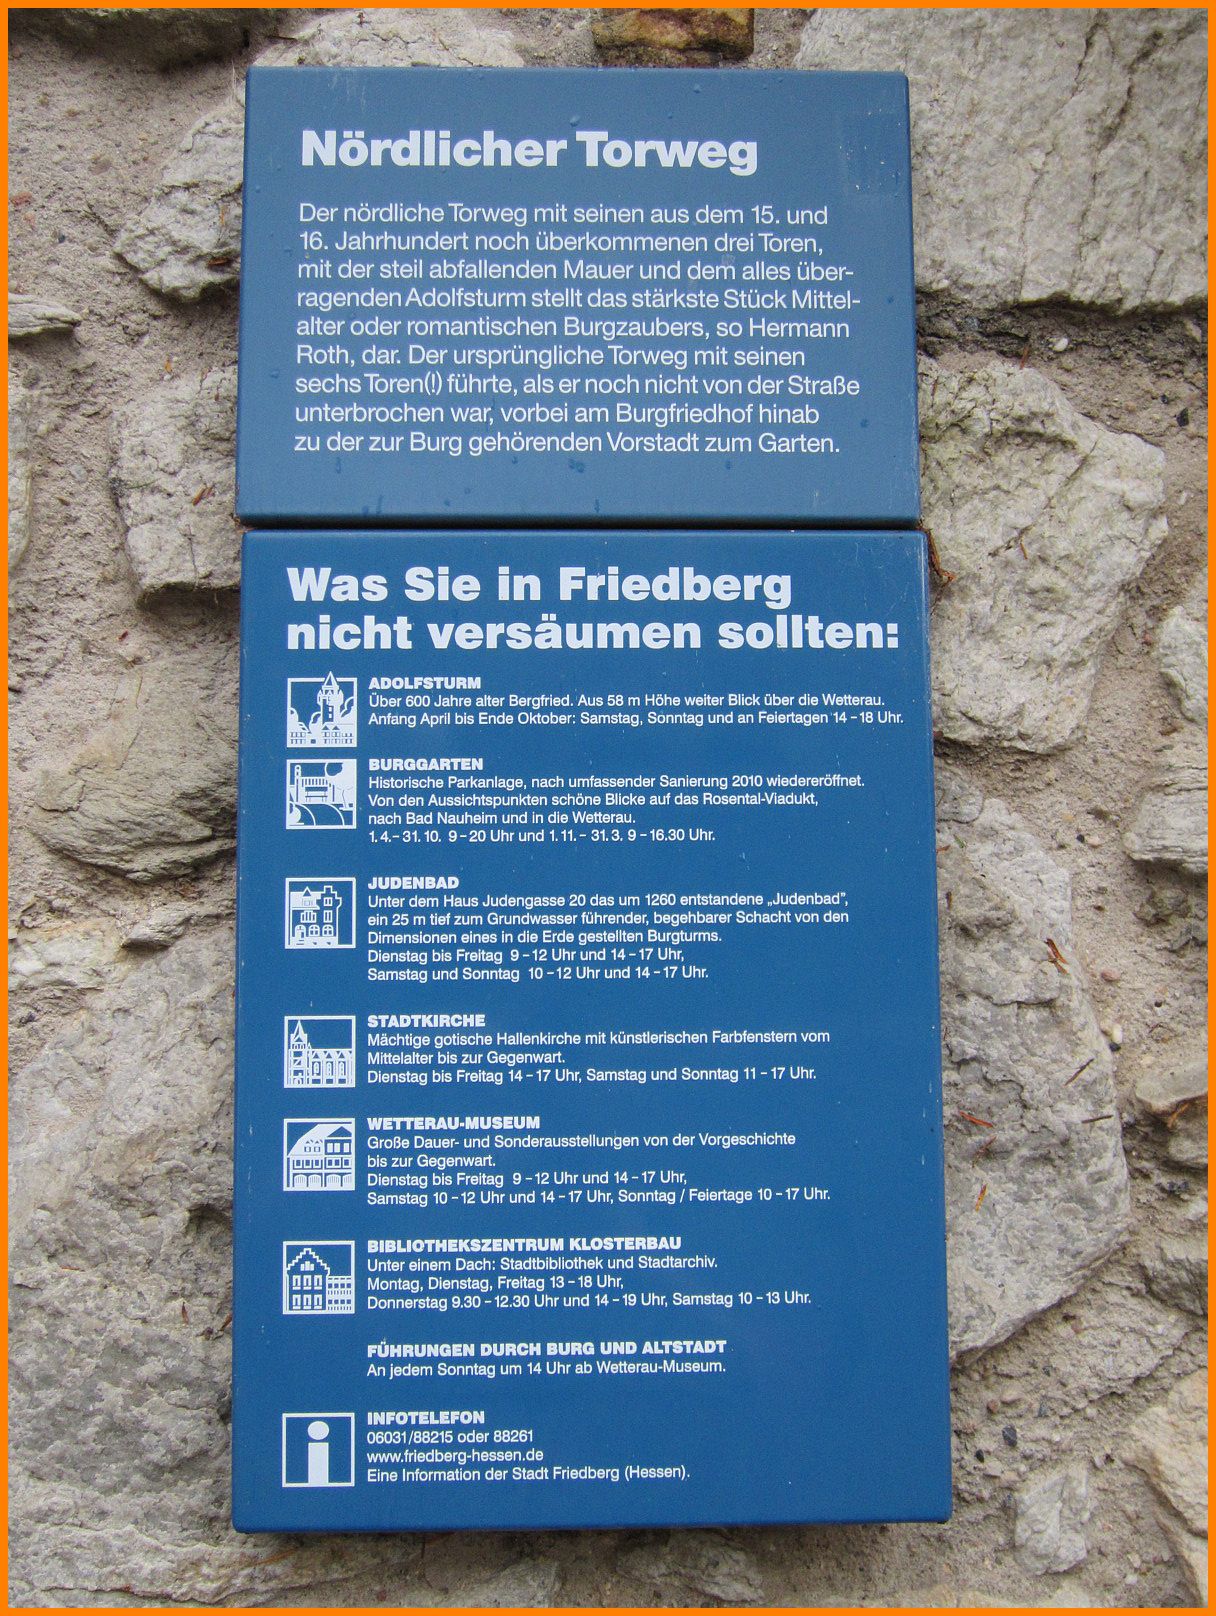 Nördlicher Torweg
Der nördliche Torweg mit seinen aus dem 15. und
16. Jahrhundert noch überkommenen drei Toren,
mit der steil abfallenden Mauer und dem alles über-
ragenden Adolfsturm stellt das stärkste Stück Mittel-
alter oder romantischen Burgzaubers, so Hermann
Roth, dar. Der ursprüngliche Torweg mit seinen
sechs Toren(!) führte, als er noch nicht von der Straße
unterbrochen war, vorbei am Burgfriedhof hinab
zu der zur Burg gehörenden Vorstadt zum Garten.
Was Sie in Friedberg
nicht versäumen sollten:
ADOLFSTURM
Über 600 Jahre alter Bergfried. Aus 58 m Höhe weiter Blick über die Wetterau.
Anfang April bis Ende Oktober: Samstag, Sonntag und an Feiertagen 14 – 18 Uhr.
BURGGARTEN
Historische Parkanlage, nach umfassender Sanierung 2010 wiedereröffnet.
Von den Aussichtspunkten schöne Blicke auf das Rosental-Viadukt,
nach Bad Nauheim und in die Wetterau.
1. 4. – 31. 10. 9 – 20 Uhr und 1. 11. – 31. 3. 9 – 16.30 Uhr.
JUDENBAD
Unter dem Haus Judengasse 20 das um 1260 entstandene „Judenbad”,
ein 25 m tief zum Grundwasser führender, begehbarer Schacht von den
Dimensionen eines in die Erde gestellten Burgturms.
Dienstag bis Freitag 9 – 12 Uhr und 14 – 17 Uhr,
Samstag und Sonntag 10 – 12 Uhr und 14 – 17 Uhr.
STADTKIRCHE
Mächtige gotische Hallenkirche mit künstlerischen Farbfenstern vom
Mittelalter bis zur Gegenwart.
Dienstag bis Freitag 14 – 17 Uhr, Samstag und Sonntag 11 – 17 Uhr.
WETTERAU-MUSEUM
Große Dauer- und Sonderausstellungen von der Vorgeschichte
bis zur Gegenwart.
Dienstag bis Freitag 9 – 12 Uhr und 14 – 17 Uhr,
Samstag 10 – 12 Uhr und 14 – 17 Uhr, Sonntag / Feiertage 10 – 17 Uhr.
BIBLIOTHEKSZENTRUM KLOSTERBAU
Unter einem Dach: Stadtbibliothek und Stadtarchiv.
Montag, Dienstag, Freitag 13 – 18 Uhr,
Donnerstag 9.30 – 12.30 Uhr und 14 – 19 Uhr, Samstag 10 – 13 Uhr.
FÜHRUNGEN DURCH BURG UND ALTSTADT
An jedem Sonntag um 14 Uhr ab Wetterau-Museum.
INFOTELEFON
06031/88215 oder 88261
www.friedberg-hessen.de
Eine Information der Stadt Friedberg (Hessen).